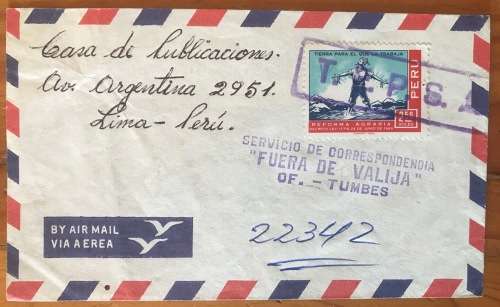 Casa de Publicaciones.
Av. Argentina 2951.
Lima - Perú.
TIERRA PARA EL QUE LA TRABAJA
PERU
REFORMA AGRARIA
SERVICIO DE CORRESPONDENCIA
"FUERA DE VALIJA"
OF. - TUMBES
BY AIR MAIL
VIA AEREA
22342